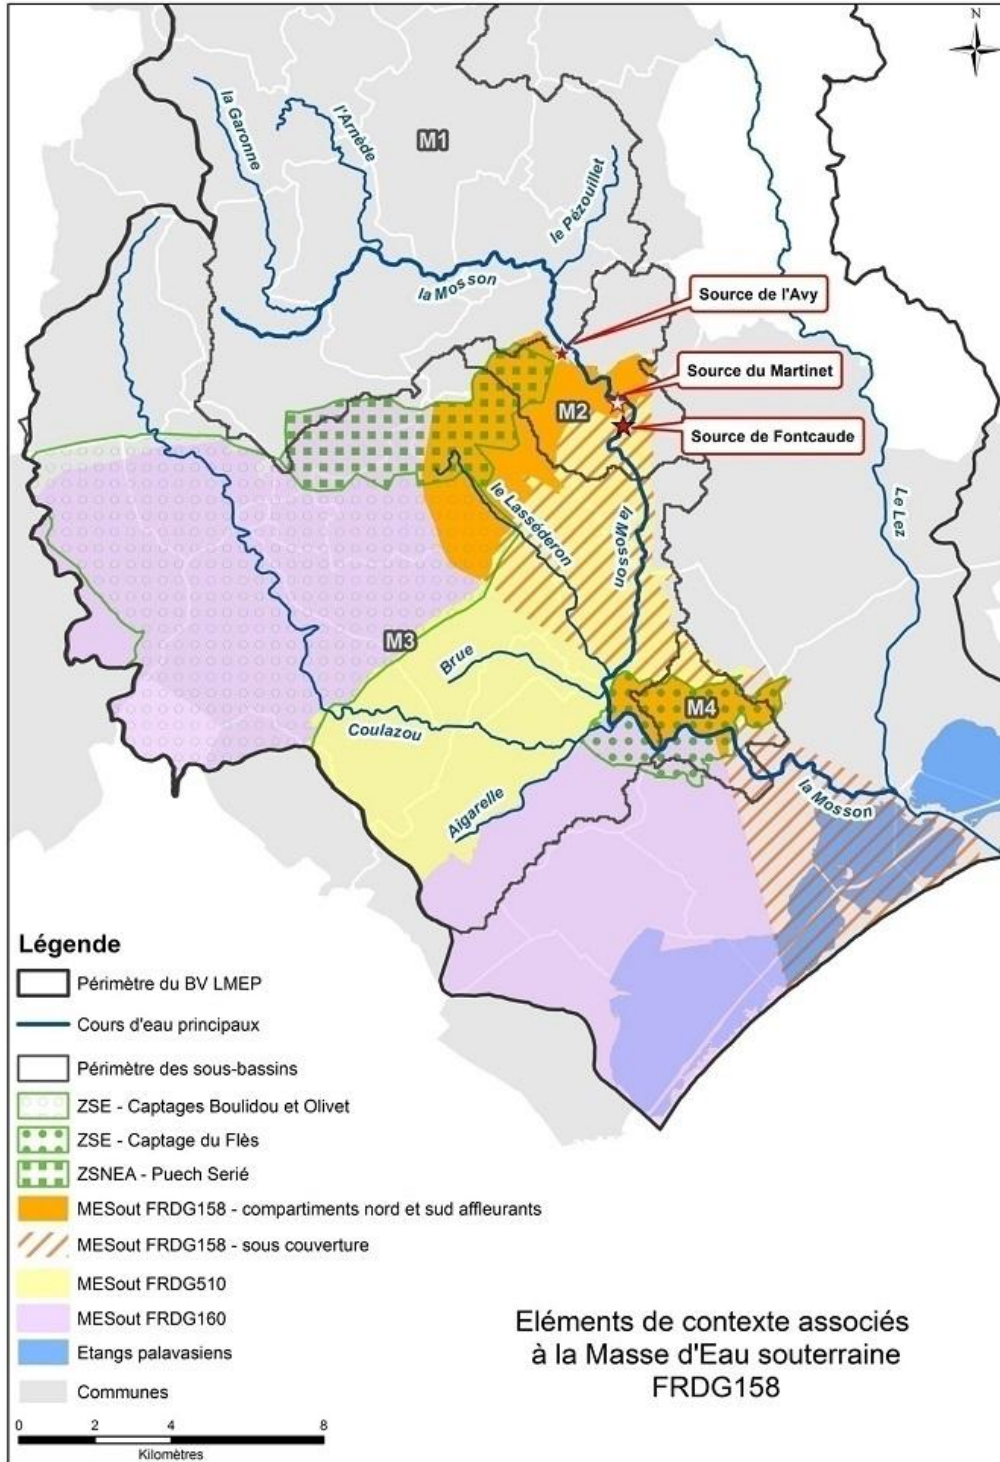 N
la Garonne
l'Arnède
M1
le Pézouillet
la Mosson
Source de l'Avy
Source du Martinet
M2
Source de Fontcaude
le Lasséderon
la Mosson
Le Lez
M3
Brue
M4
Coulazou
Aigarelle
la Mosson
Légende
Périmètre du BV LMEP
Cours d'eau principaux
Périmètre des sous-bassins
ZSE - Captages Boulidou et Olivet
ZSE - Captage du Flès
ZSNEA - Puech Serié
MESout FRDG158 - compartiments nord et sud affleurants
MESout FRDG158 - sous couverture
MESout FRDG510
MESout FRDG160
Etangs palavasiens
Communes
0 2 4 8
Kilomètres
Eléments de contexte associés
à la Masse d'Eau souterraine
FRDG158